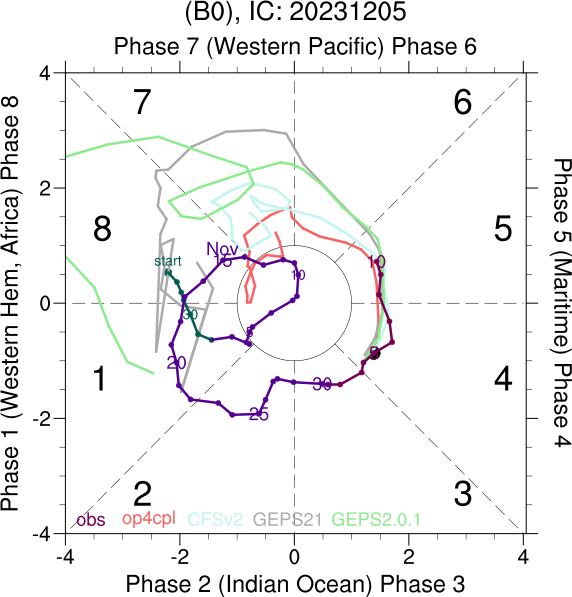 (B0), IC: 20231205
Phase 7 (Western Pacific) Phase 6
4
7
6
Phase 1 (Western Hem, Africa) Phase 8
Phase 5 (Maritime) Phase 4
2
8
5
Nov
15
start
10
10
0
30
5
5
20
1
4
30
25
-2
2
3
obs op4cpl CFSv2 GEPS21 GEPS2.0.1
-4
-4 -2 0 2 4
Phase 2 (Indian Ocean) Phase 3